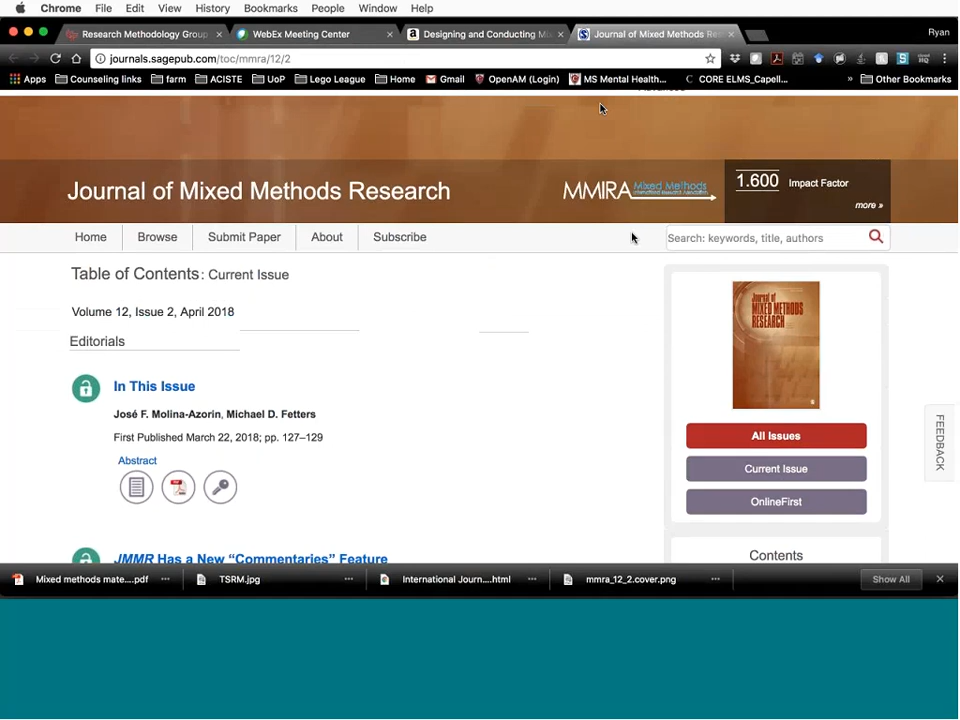 Chrome File Edit View History Bookmarks People Window Help
Research Methodology Group × WebEx Meeting Center × Designing and Conducting Mi × Journal of Mixed Methods Res × Ryan
journals.sagepub.com/toc/mmra/12/2
Apps Counseling links farm ACISTE UoP Lego League Home Gmail OpenAM (Login) MS Mental Health... CORE ELMS_Capell... » Other Bookmarks
Journal of Mixed Methods Research
MMIRA Mixed Methods
International Research Association
1.600 Impact Factor
more »
Home Browse Submit Paper About Subscribe
Search: keywords, title, authors
Table of Contents: Current Issue
Volume 12, Issue 2, April 2018
Editorials
In This Issue
José F. Molina-Azorin, Michael D. Fetters
First Published March 22, 2018; pp. 127–129
Abstract
JMMR Has a New “Commentaries” Feature
Journal of
MIXED METHODS
RESEARCH
All Issues
Current Issue
OnlineFirst
Contents
FEEDBACK
Mixed methods mate....pdf ... TSRM.jpg ... International Journ....html ... mmra_12_2.cover.png ... Show All ×